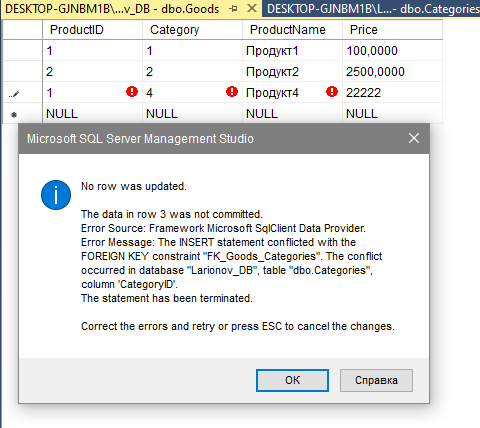 DESKTOP-GJNBM1B\...v_DB - dbo.Goods DESKTOP-GJNBM1B\L... - dbo.Categories
ProductID Category ProductName Price
1 1 Продукт1 100,0000
2 2 Продукт2 2500,0000
1 4 Продукт4 22222
NULL NULL NULL NULL
Microsoft SQL Server Management Studio
No row was updated.
The data in row 3 was not committed.
Error Source: Framework Microsoft SqlClient Data Provider.
Error Message: The INSERT statement conflicted with the
FOREIGN KEY constraint "FK_Goods_Categories". The conflict
occurred in database "Larionov_DB", table "dbo.Categories",
column 'CategoryID'.
The statement has been terminated.
Correct the errors and retry or press ESC to cancel the changes.
ОК Справка